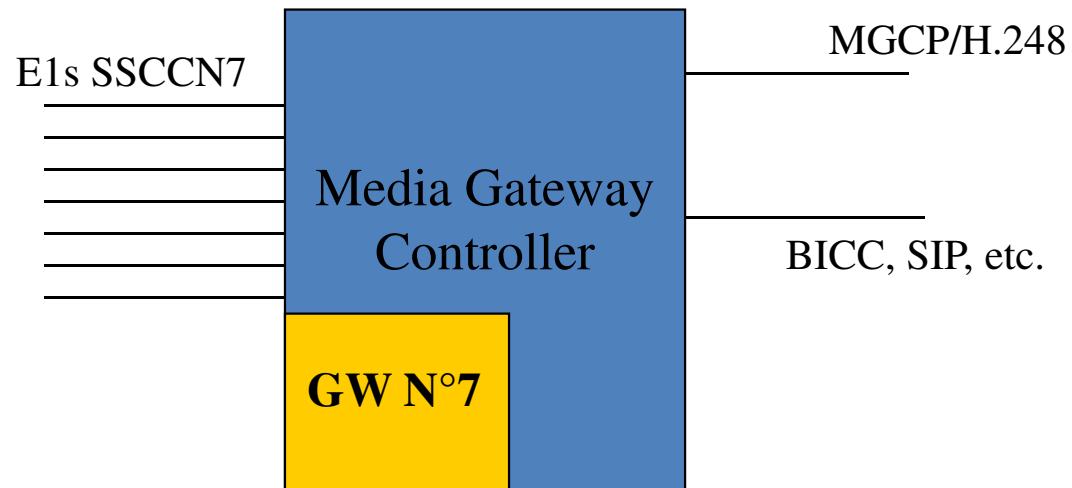 MGCP/H.248
E1s SSCCN7
Media Gateway
Controller
BICC, SIP, etc.
GW N°7